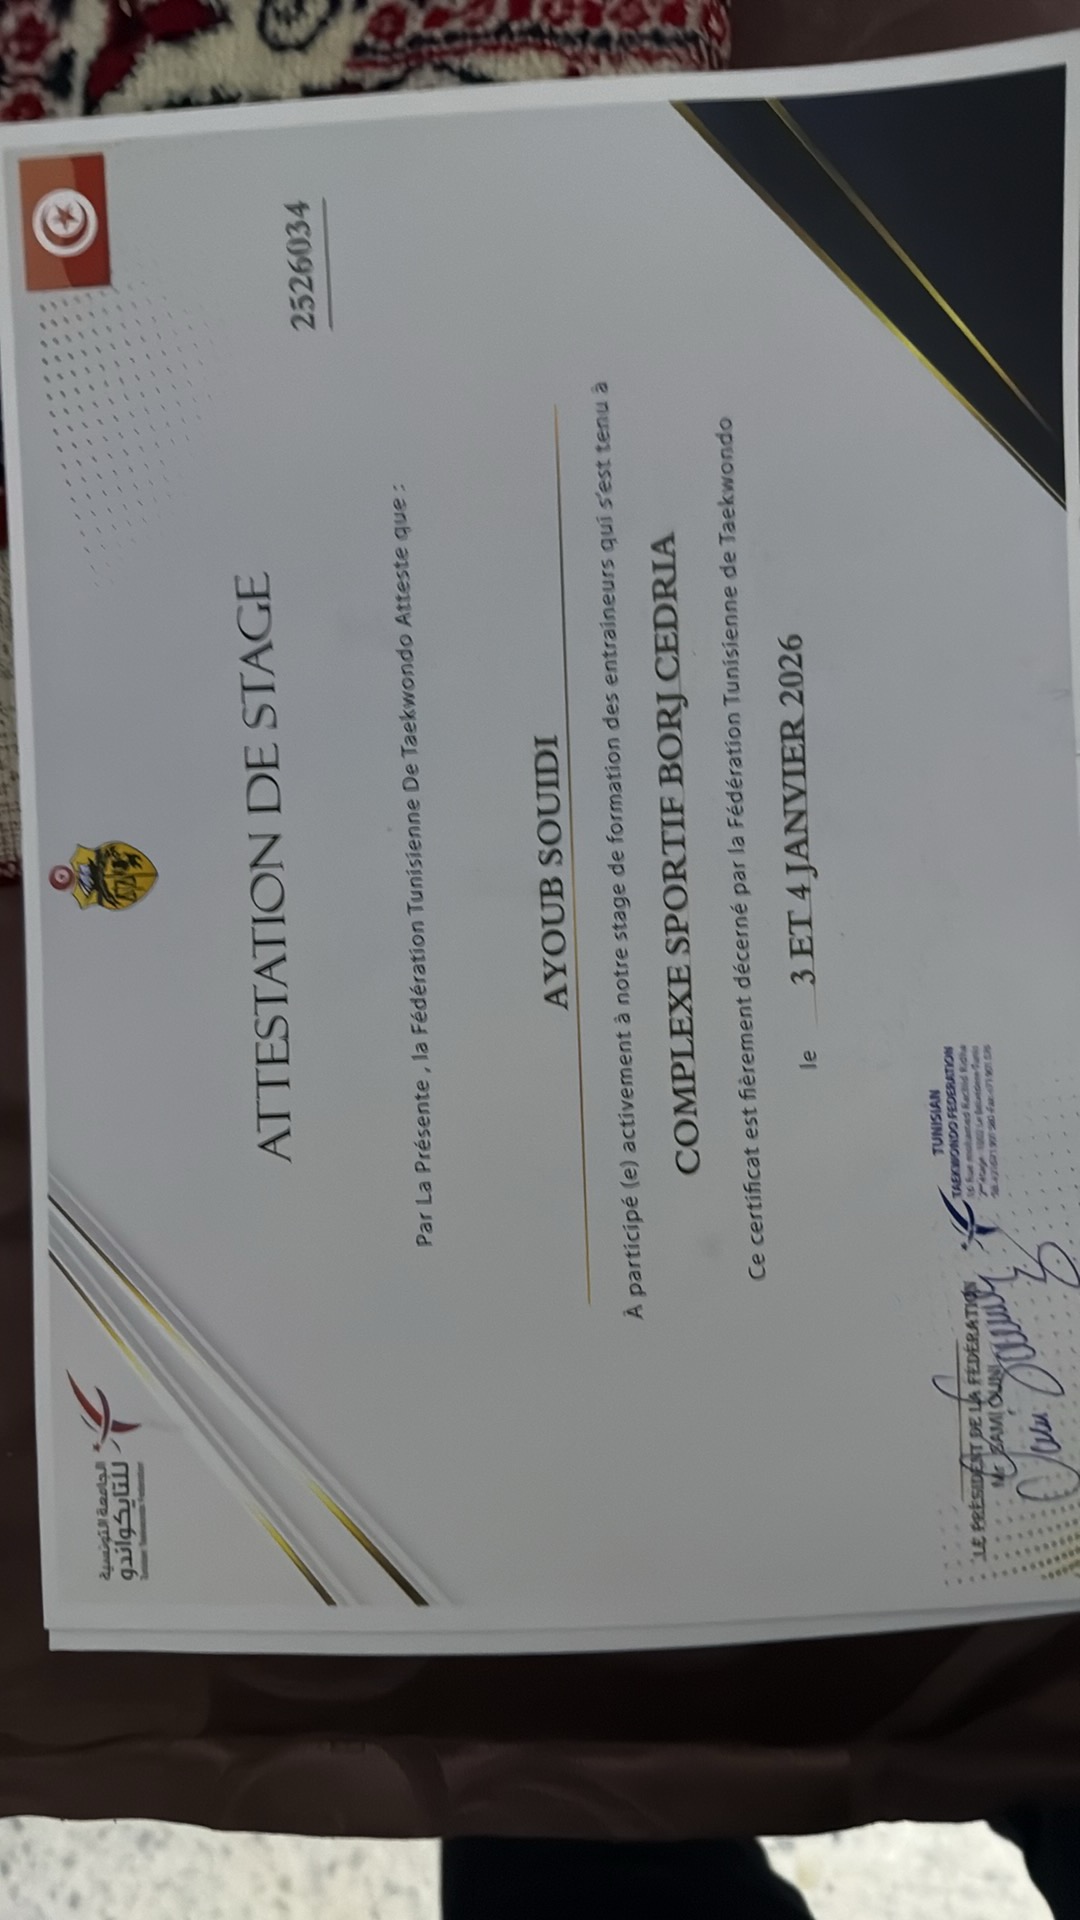 الجامعة التونسية
للتايكواندو
ATTESTATION DE STAGE
2526034
Par La Présente , la Fédération Tunisienne De Taekwondo Atteste que :
AYOUB SOUIDI
À participé (e) activement à notre stage de formation des entraineurs qui s'est tenu à
COMPLEXE SPORTIF BORJ CEDRIA
Ce certificat est fièrement décerné par la Fédération Tunisienne de Taekwondo
le 3 ET 4 JANVIER 2026
LE PRÉSIDENT DE LA FÉDÉRATION
TUNISIAN
TAEKWONDO FEDERATION